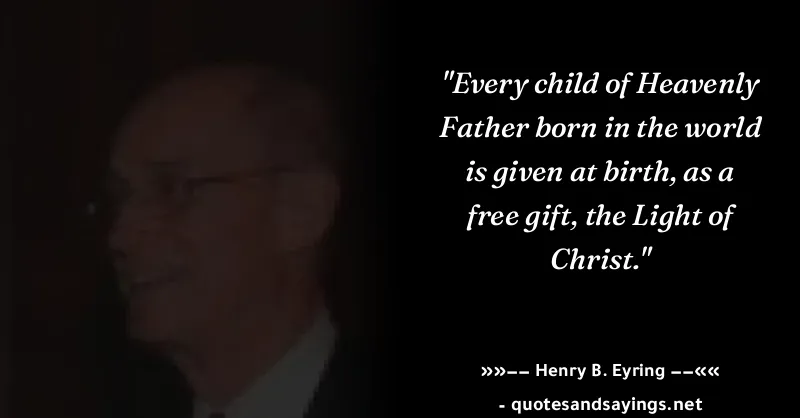 "Every child of Heavenly
Father born in the world
is given at birth, as a
free gift, the Light of
Christ."
»»−− Henry B. Eyring −−««
- quotesandsayings.net